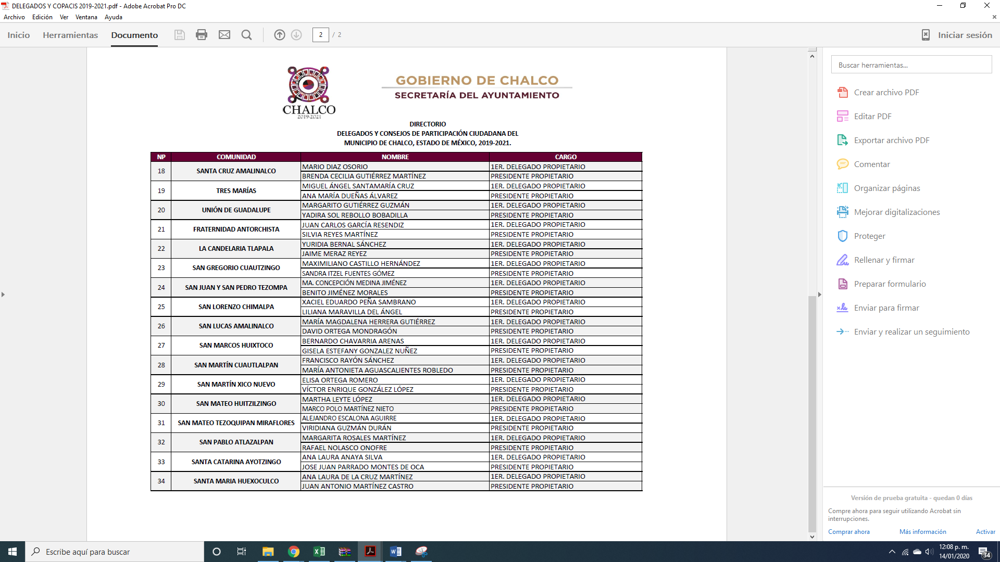 DELEGADOS Y COPACIS 2019-2021.pdf - Adobe Acrobat Pro DC
Archivo Edición Ver Ventana Ayuda
Inicio Herramientas Documento 2 / 2 Iniciar sesión
CHALCO
2019-2021
GOBIERNO DE CHALCO
SECRETARÍA DEL AYUNTAMIENTO
DIRECTORIO
DELEGADOS Y CONSEJOS DE PARTICIPACIÓN CIUDADANA DEL
MUNICIPIO DE CHALCO, ESTADO DE MÉXICO, 2019-2021.
NP COMUNIDAD NOMBRE CARGO
18 SANTA CRUZ AMALINALCO MARIO DIAZ OSORIO 1ER. DELEGADO PROPIETARIO
BRENDA CECILIA GUTIÉRREZ MARTÍNEZ PRESIDENTE PROPIETARIO
19 TRES MARÍAS MIGUEL ÁNGEL SANTAMARÍA CRUZ 1ER. DELEGADO PROPIETARIO
ANA MARÍA DUEÑAS ÁLVAREZ PRESIDENTE PROPIETARIO
20 UNIÓN DE GUADALUPE MARGARITO GUTIÉRREZ GUZMÁN 1ER. DELEGADO PROPIETARIO
YADIRA SOL REBOLLO BOBADILLA PRESIDENTE PROPIETARIO
21 FRATERNIDAD ANTORCHISTA JUAN CARLOS GARCÍA RESENDIZ 1ER. DELEGADO PROPIETARIO
SILVIA REYES MARTÍNEZ PRESIDENTE PROPIETARIO
22 LA CANDELARIA TLAPALA YURIDIA BERNAL SÁNCHEZ 1ER. DELEGADO PROPIETARIO
JAIME MERAZ REYEZ PRESIDENTE PROPIETARIO
23 SAN GREGORIO CUAUTZINGO MAXIMILIANO CASTILLO HERNÁNDEZ 1ER. DELEGADO PROPIETARIO
SANDRA ITZEL FUENTES GÓMEZ PRESIDENTE PROPIETARIO
24 SAN JUAN Y SAN PEDRO TEZOMPA MA. CONCEPCIÓN MEDINA JIMÉNEZ 1ER. DELEGADO PROPIETARIO
BENITO JIMÉNEZ MORALES PRESIDENTE PROPIETARIO
25 SAN LORENZO CHIMALPA XACIEL EDUARDO PEÑA SAMBRANO 1ER. DELEGADO PROPIETARIO
LILIANA MARAVILLA DEL ÁNGEL PRESIDENTE PROPIETARIO
26 SAN LUCAS AMALINALCO MARÍA MAGDALENA HERRERA GUTIÉRREZ 1ER. DELEGADO PROPIETARIO
DAVID ORTEGA MONDRAGÓN PRESIDENTE PROPIETARIO
27 SAN MARCOS HUIXTOCO BERNARDO CHAVARRIA ARENAS 1ER. DELEGADO PROPIETARIO
GISELA ESTEFANY GONZALEZ NUÑEZ PRESIDENTE PROPIETARIO
28 SAN MARTÍN CUAUTLALPAN FRANCISCO RAYÓN SÁNCHEZ 1ER. DELEGADO PROPIETARIO
MARÍA ANTONIETA AGUASCALIENTES ROBLEDO PRESIDENTE PROPIETARIO
29 SAN MARTÍN XICO NUEVO ELISA ORTEGA ROMERO 1ER. DELEGADO PROPIETARIO
VÍCTOR ENRIQUE GONZÁLEZ LÓPEZ PRESIDENTE PROPIETARIO
30 SAN MATEO HUITZILZINGO MARTHA LEYTE LÓPEZ 1ER. DELEGADO PROPIETARIO
MARCO POLO MARTÍNEZ NIETO PRESIDENTE PROPIETARIO
31 SAN MATEO TEZOQUIPAN MIRAFLORES ALEJANDRO ESCALONA AGUIRRE 1ER. DELEGADO PROPIETARIO
VIRIDIANA GUZMÁN DURÁN PRESIDENTE PROPIETARIO
32 SAN PABLO ATLAZALPAN MARGARITA ROSALES MARTÍNEZ 1ER. DELEGADO PROPIETARIO
RAFAEL NOLASCO ONOFRE PRESIDENTE PROPIETARIO
33 SANTA CATARINA AYOTZINGO ANA LAURA ANAYA SILVA 1ER. DELEGADO PROPIETARIO
JOSE JUAN PARRADO MONTES DE OCA PRESIDENTE PROPIETARIO
34 SANTA MARIA HUEXOCULCO ANA LAURA DE LA CRUZ MARTÍNEZ 1ER. DELEGADO PROPIETARIO
JUAN ANTONIO MARTÍNEZ CASTRO PRESIDENTE PROPIETARIO
Buscar herramientas...
Crear archivo PDF
Editar PDF
Exportar archivo PDF
Comentar
Organizar páginas
Mejorar digitalizaciones
Proteger
Rellenar y firmar
Preparar formulario
Enviar para firmar
Enviar y realizar un seguimiento
Versión de prueba gratuita - quedan 0 días
Compre ahora para seguir utilizando Acrobat sin
interrupciones.
Comprar ahora Más información Activar
Escribe aquí para buscar
12:08 p. m.
14/01/2020
34